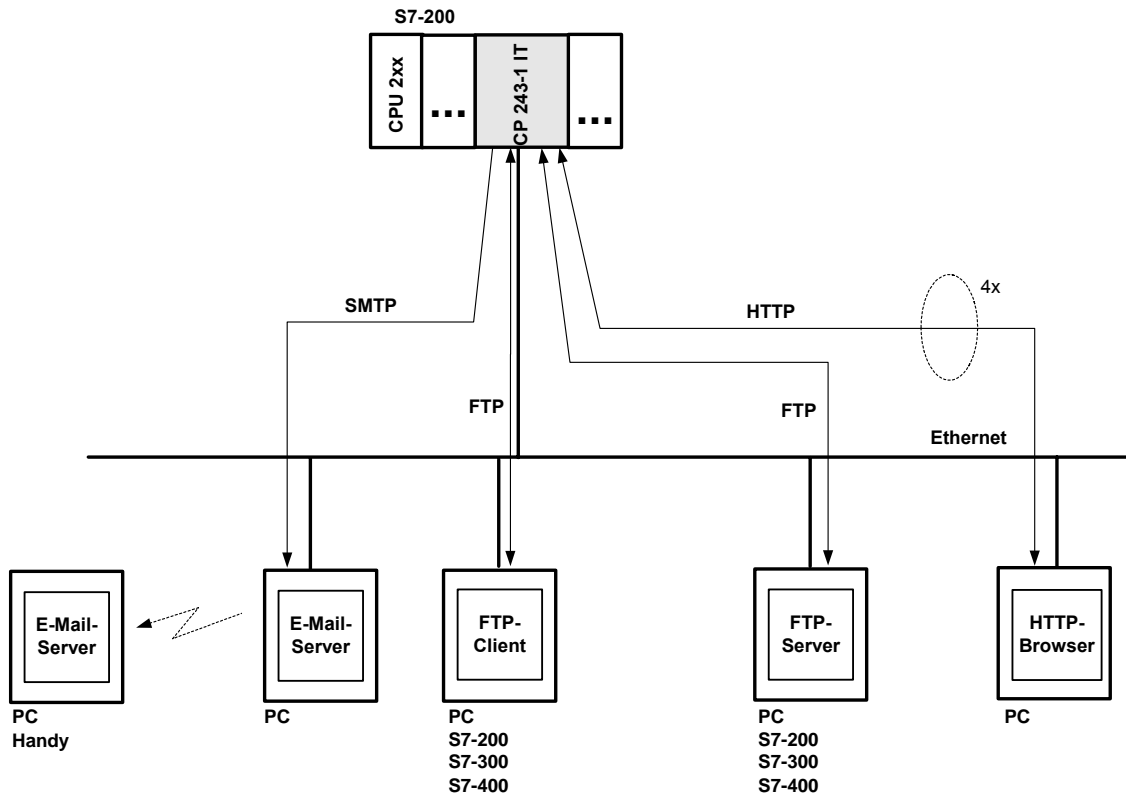 S7-200
CPU 2xx
...
CP 243-1 IT
...
4x
SMTP
HTTP
FTP
FTP
Ethernet
E-Mail-
Server
E-Mail-
Server
FTP-
Client
FTP-
Server
HTTP-
Browser
PC
Handy
PC
PC
S7-200
S7-300
S7-400
PC
S7-200
S7-300
S7-400
PC